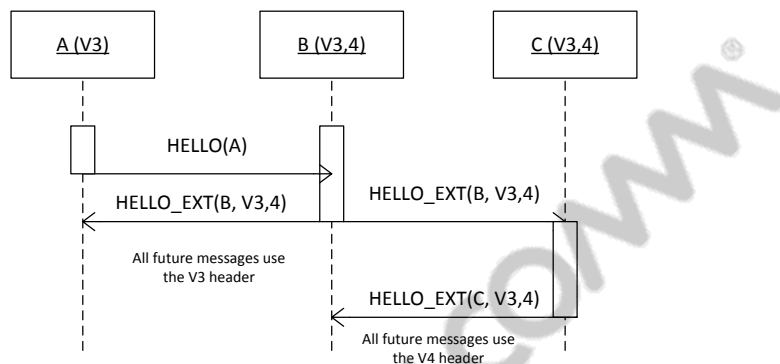 A (V3)
B (V3,4)
C (V3,4)
HELLO(A)
HELLO_EXT(B, V3,4)
HELLO_EXT(B, V3,4)
All future messages use
the V3 header
HELLO_EXT(C, V3,4)
All future messages use
the V4 header
COMM®